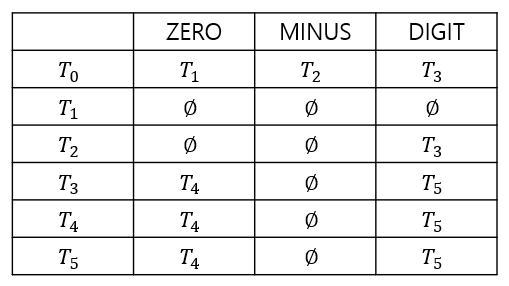 ZERO MINUS DIGIT
T₀ T₁ T₂ T₃
T₁ ∅ ∅ ∅
T₂ ∅ ∅ T₃
T₃ T₄ ∅ T₅
T₄ T₄ ∅ T₅
T₅ T₄ ∅ T₅